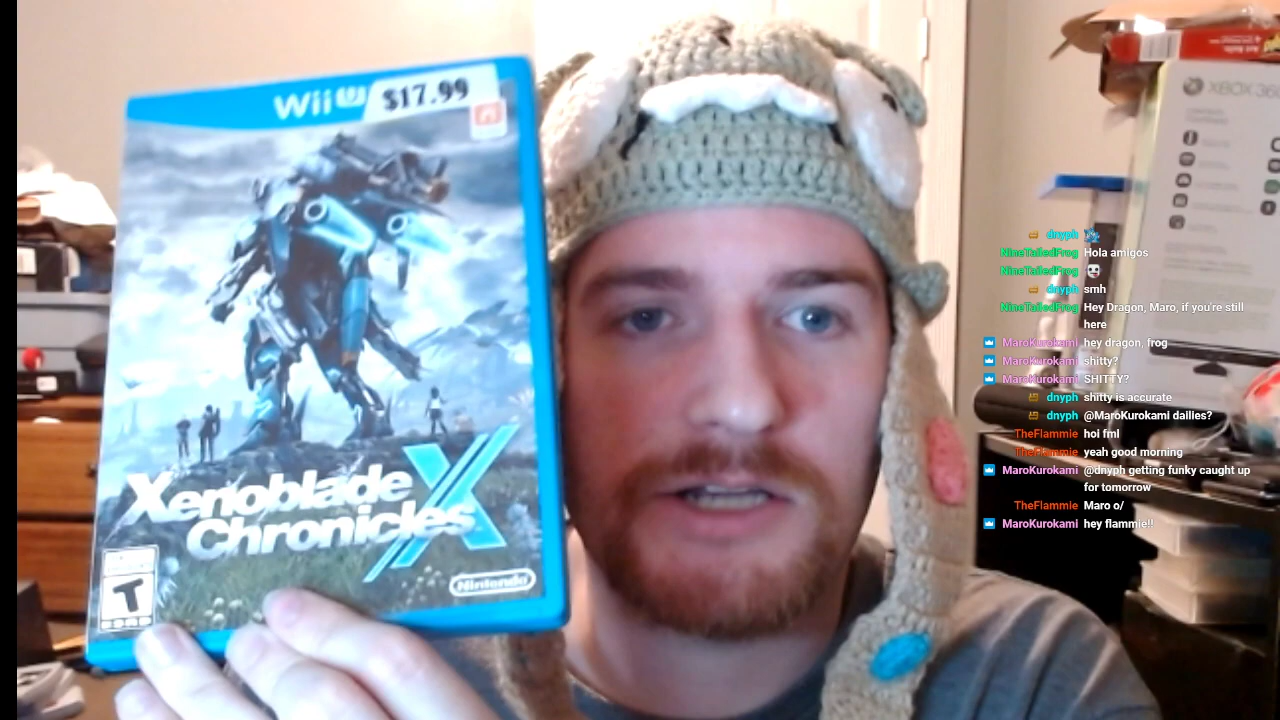 Wii U
$17.99
Xenoblade
Chronicles X
T
Nintendo
XBOX 360
dnyph
NineTailedFrog Hola amigos
NineTailedFrog
dnyph smh
NineTailedFrog Hey Dragon, Maro, if you're still
here
MaroKurokami hey dragon, frog
MaroKurokami shitty?
MaroKurokami SHITTY?
dnyph shitty is accurate
dnyph @MaroKurokami dailies?
TheFlammie hoi fml
TheFlammie yeah good morning
MaroKurokami @dnyph getting funky caught up
for tomorrow
TheFlammie Maro o/
MaroKurokami hey flammie!!